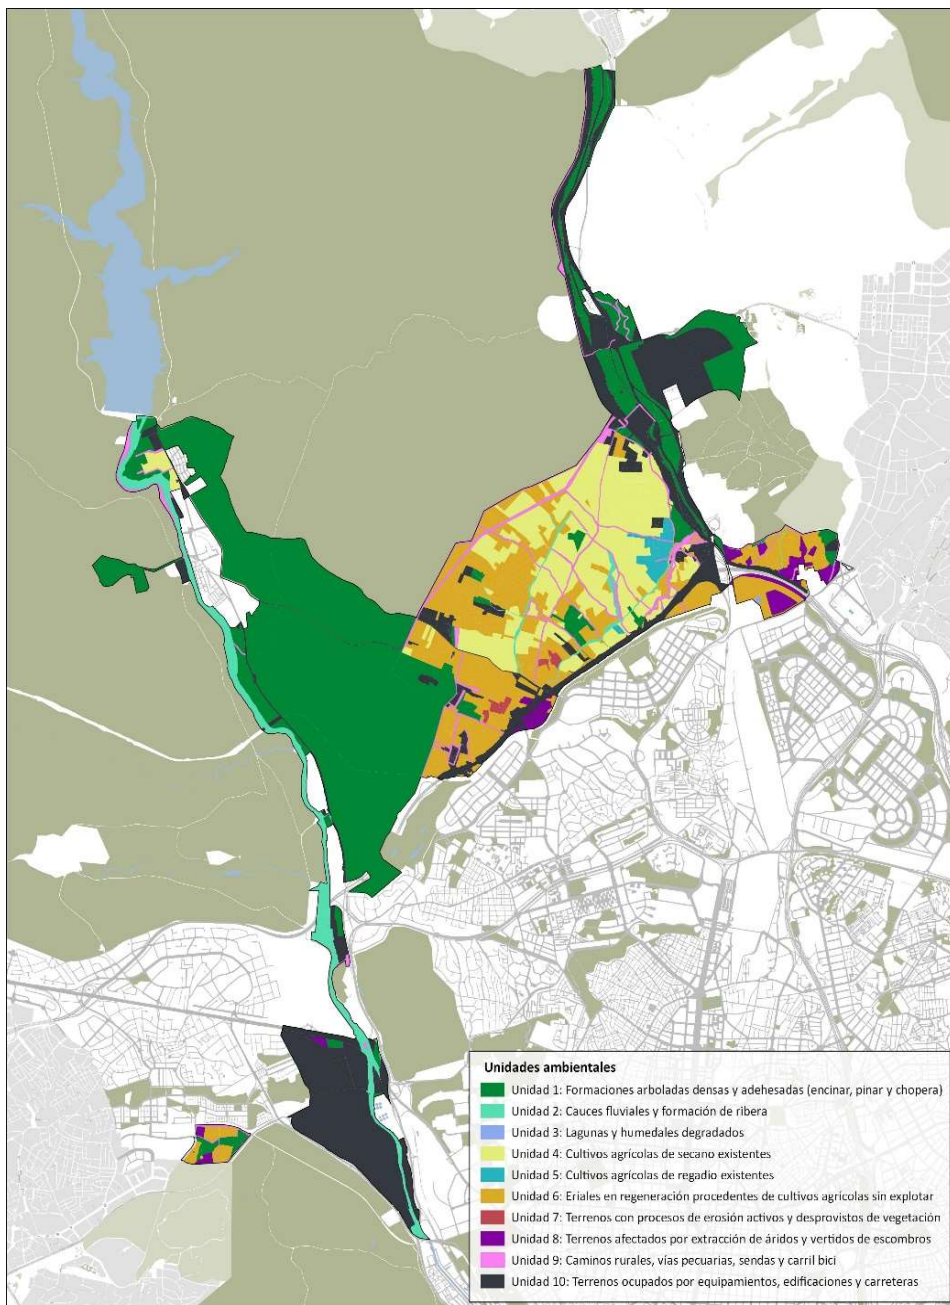 Unidades ambientales
Unidad 1: Formaciones arboladas densas y adehesadas (encinar, pinar y chopera)
Unidad 2: Cauces fluviales y formación de ribera
Unidad 3: Lagunas y humedales degradados
Unidad 4: Cultivos agrícolas de secano existentes
Unidad 5: Cultivos agrícolas de regadio existentes
Unidad 6: Eriales en regeneración procedentes de cultivos agrícolas sin explotar
Unidad 7: Terrenos con procesos de erosión activos y desprovistos de vegetación
Unidad 8: Terrenos afectados por extracción de áridos y vertidos de escombros
Unidad 9: Caminos rurales, vías pecuarias, sendas y carril bici
Unidad 10: Terrenos ocupados por equipamientos, edificaciones y carreteras